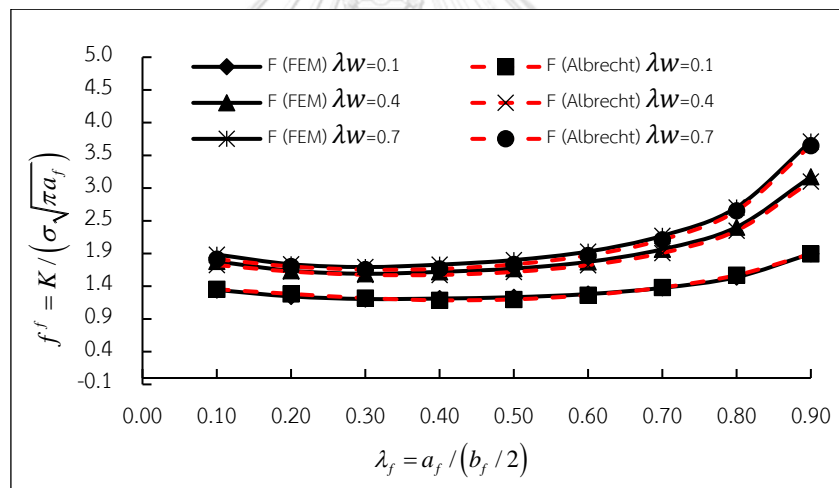 5.0
4.5
4.0
3.5
3.0
2.5
1.9
1.4
0.9
0.4
-0.1
F (FEM) λw=0.1
F (Albrecht) λw=0.1
F (FEM) λw=0.4
F (Albrecht) λw=0.4
F (FEM) λw=0.7
F (Albrecht) λw=0.7
f^f = K / (σ√πa_f)
0.00 0.10 0.20 0.30 0.40 0.50 0.60 0.70 0.80 0.90
λ_f = a_f / (b_f / 2)